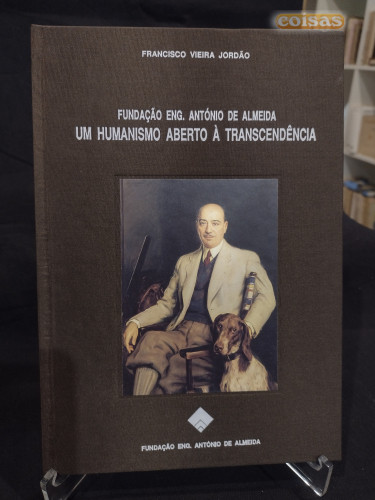 coisas
FRANCISCO VIEIRA JORDÃO
FUNDAÇÃO ENG. ANTÓNIO DE ALMEIDA
UM HUMANISMO ABERTO À TRANSCENDÊNCIA
FUNDAÇÃO ENG. ANTÓNIO DE ALMEIDA